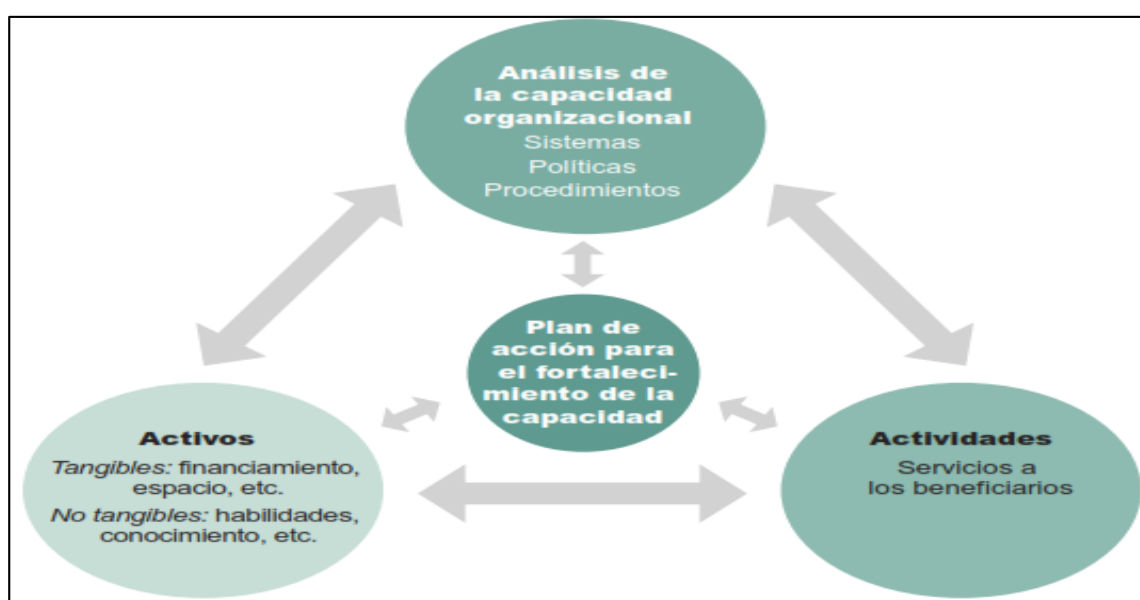 Análisis de
la capacidad
organizacional
Sistemas
Políticas
Procedimientos
Plan de
acción para
el fortaleci-
miento de la
capacidad
Activos
Tangibles: financiamiento,
espacio, etc.
No tangibles: habilidades,
conocimiento, etc.
Actividades
Servicios a
los beneficiarios